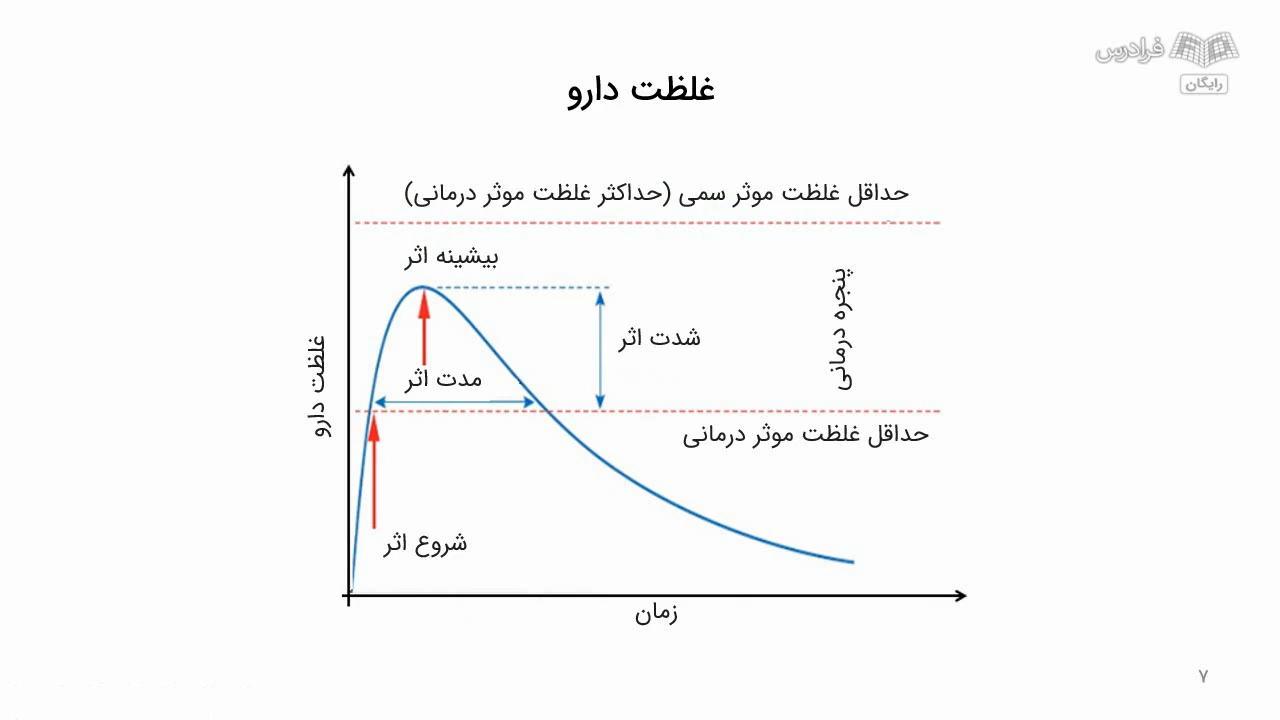 فرادرس
رایگان
غلظت دارو
حداقل غلظت موثر سمی (حداکثر غلظت موثر درمانی)
بیشینه اثر
پنجره درمانی
شدت اثر
غلظت دارو
مدت اثر
حداقل غلظت موثر درمانی
شروع اثر
زمان
۷